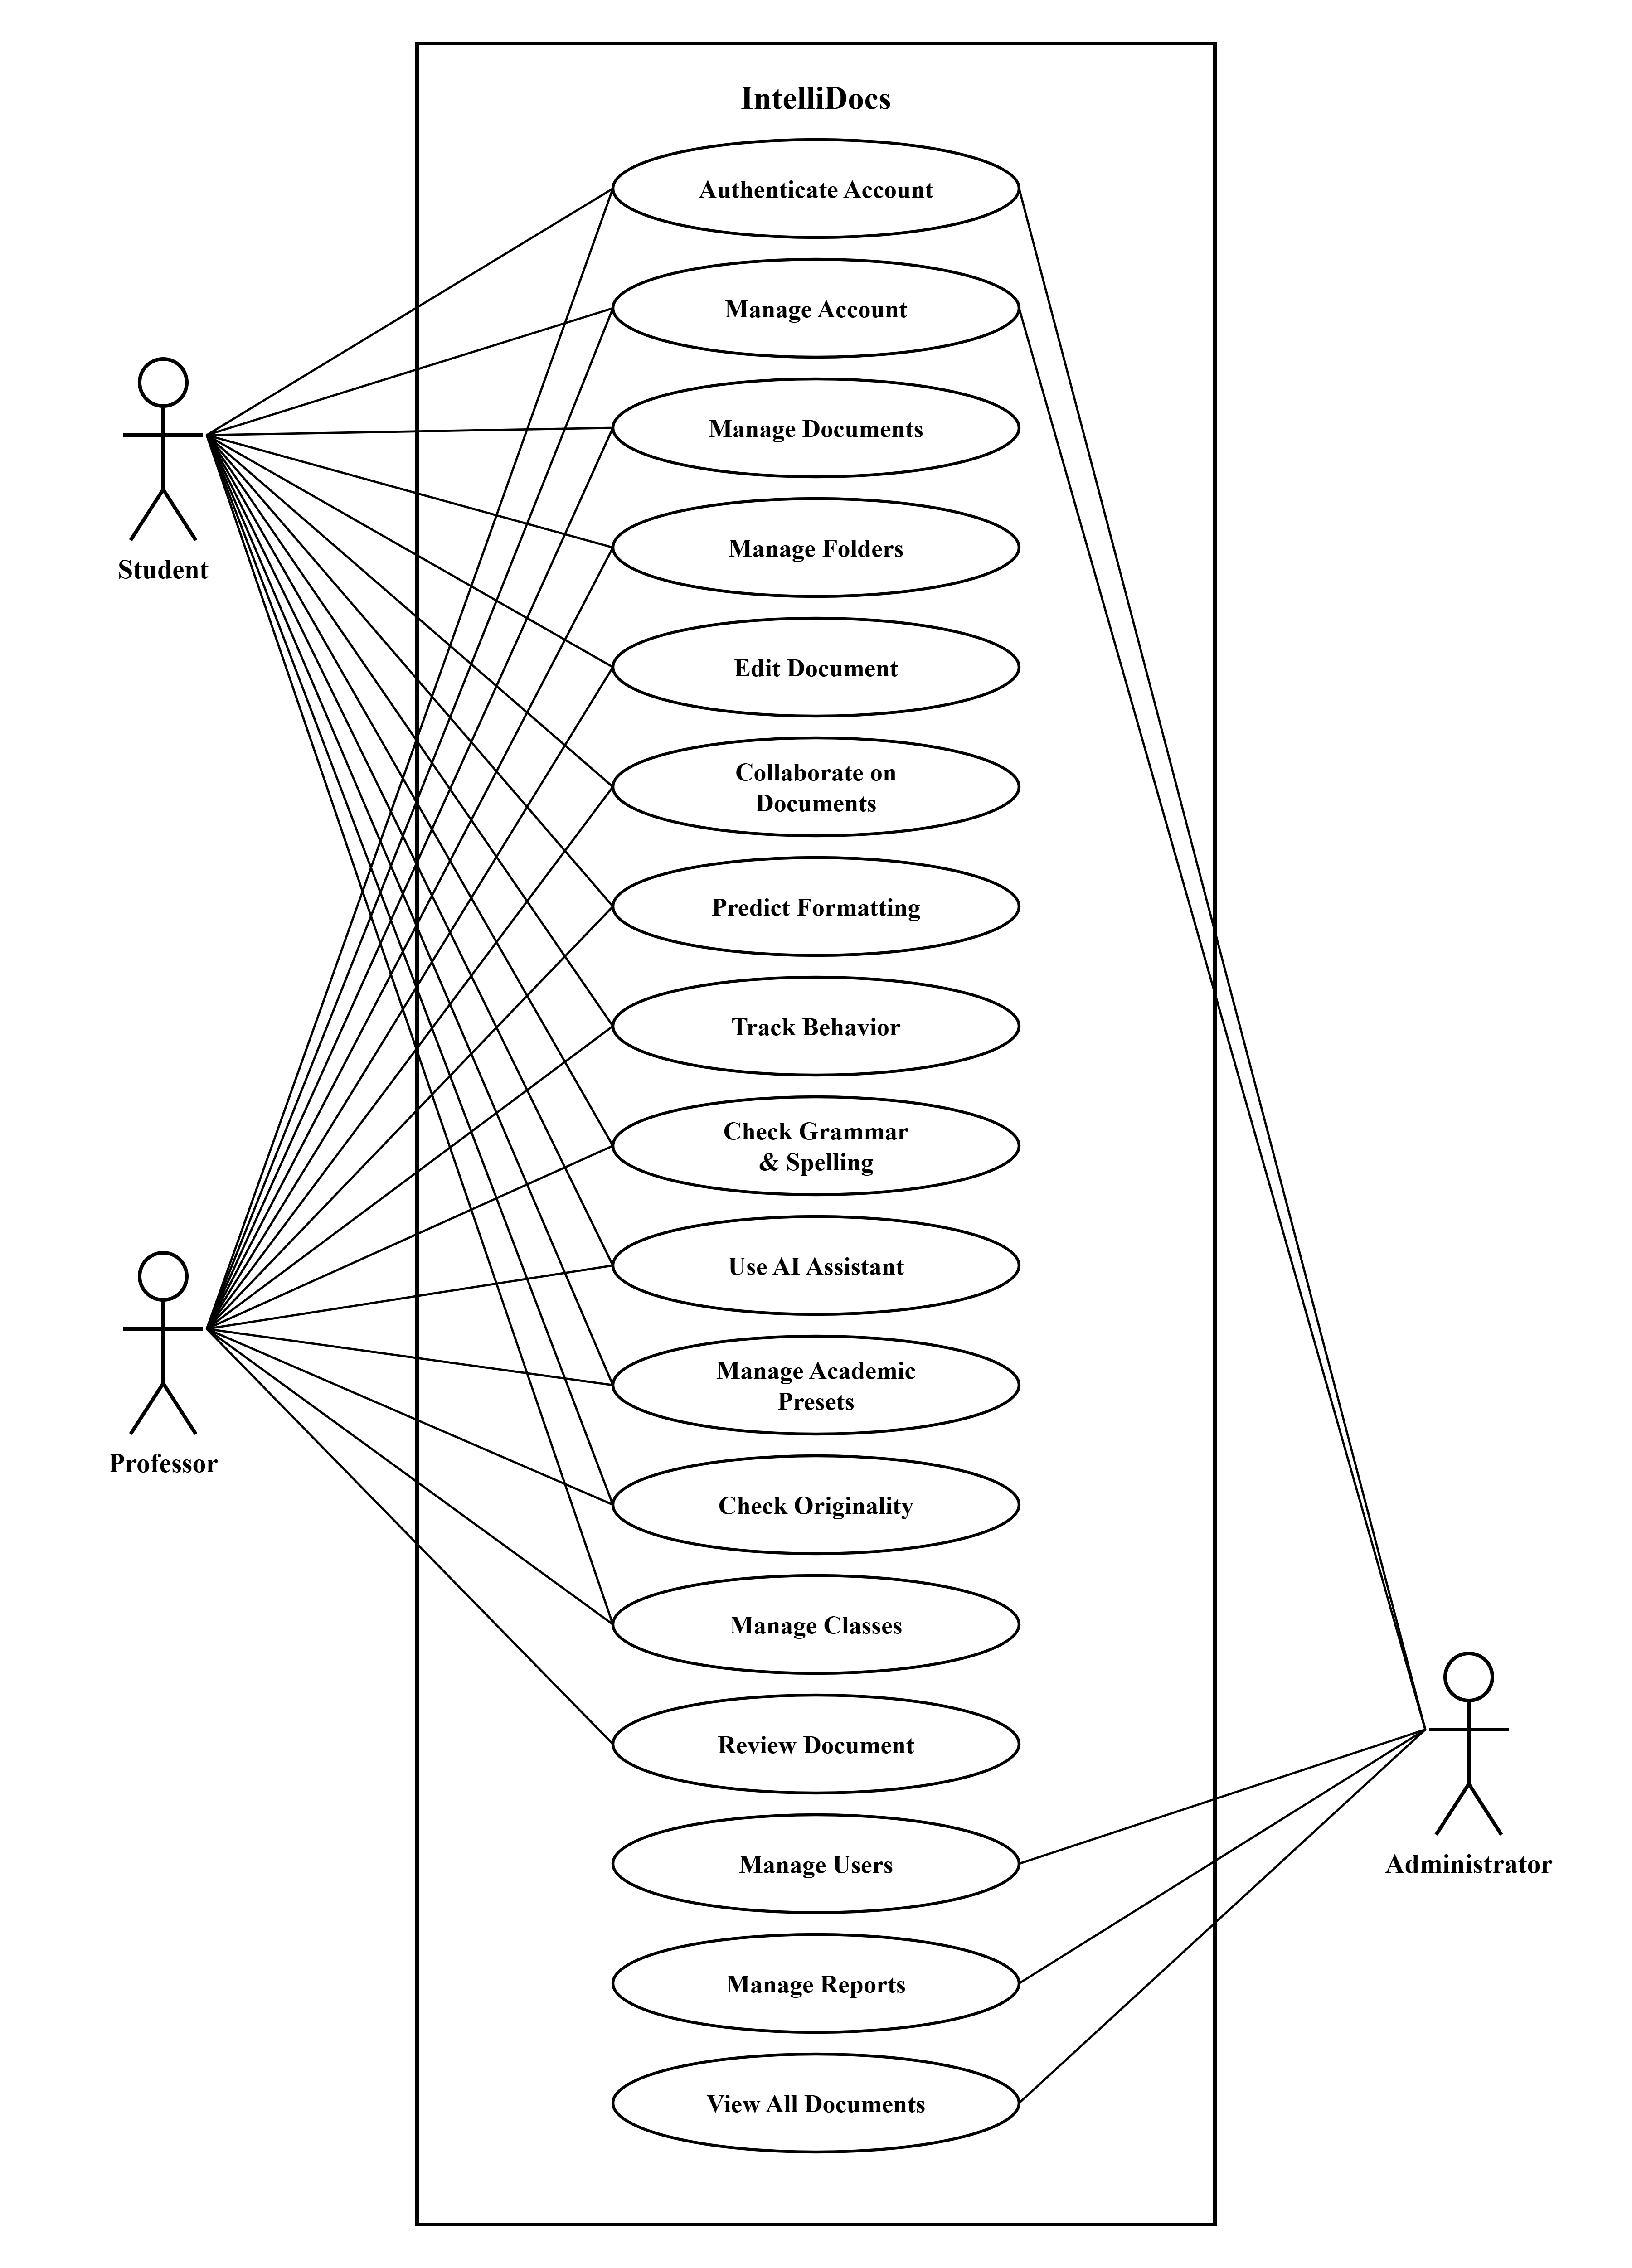 IntelliDocs
Authenticate Account
Manage Account
Manage Documents
Manage Folders
Student
Edit Document
Collaborate on
Documents
Predict Formatting
Track Behavior
Check Grammar
& Spelling
Use AI Assistant
Manage Academic
Presets
Professor
Check Originality
Manage Classes
Review Document
Manage Users
Administrator
Manage Reports
View All Documents